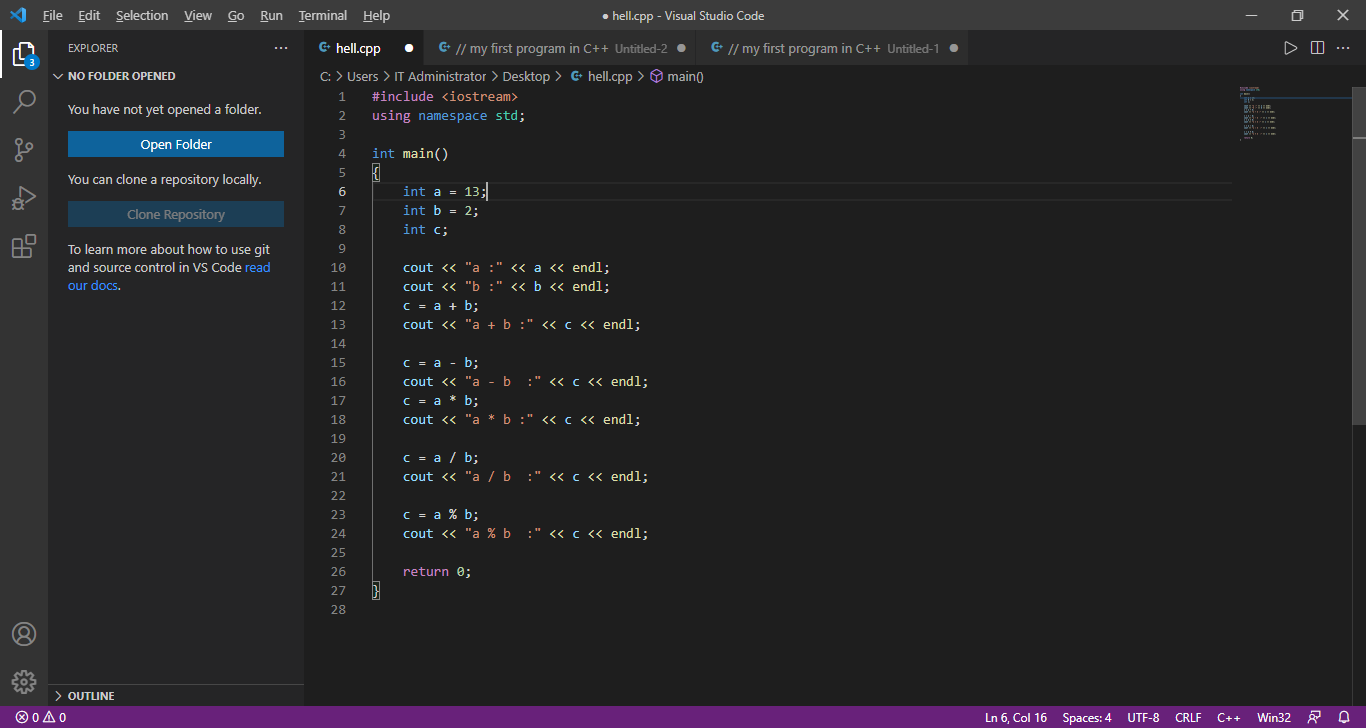 File Edit Selection View Go Run Terminal Help
● hell.cpp - Visual Studio Code
EXPLORER
hell.cpp
// my first program in C++ Untitled-2
// my first program in C++ Untitled-1
3
NO FOLDER OPENED
You have not yet opened a folder.
Open Folder
You can clone a repository locally.
Clone Repository
To learn more about how to use git
and source control in VS Code read
our docs.
C: > Users > IT Administrator > Desktop > hell.cpp > main()
1 #include <iostream>
2 using namespace std;
3
4 int main()
5 {
6     int a = 13;
7     int b = 2;
8     int c;
9
10     cout << "a :" << a << endl;
11     cout << "b :" << b << endl;
12     c = a + b;
13     cout << "a + b :" << c << endl;
14
15     c = a - b;
16     cout << "a - b  :" << c << endl;
17     c = a * b;
18     cout << "a * b :" << c << endl;
19
20     c = a / b;
21     cout << "a / b  :" << c << endl;
22
23     c = a % b;
24     cout << "a % b  :" << c << endl;
25
26     return 0;
27 }
28
OUTLINE
0 0
Ln 6, Col 16 Spaces: 4 UTF-8 CRLF C++ Win32